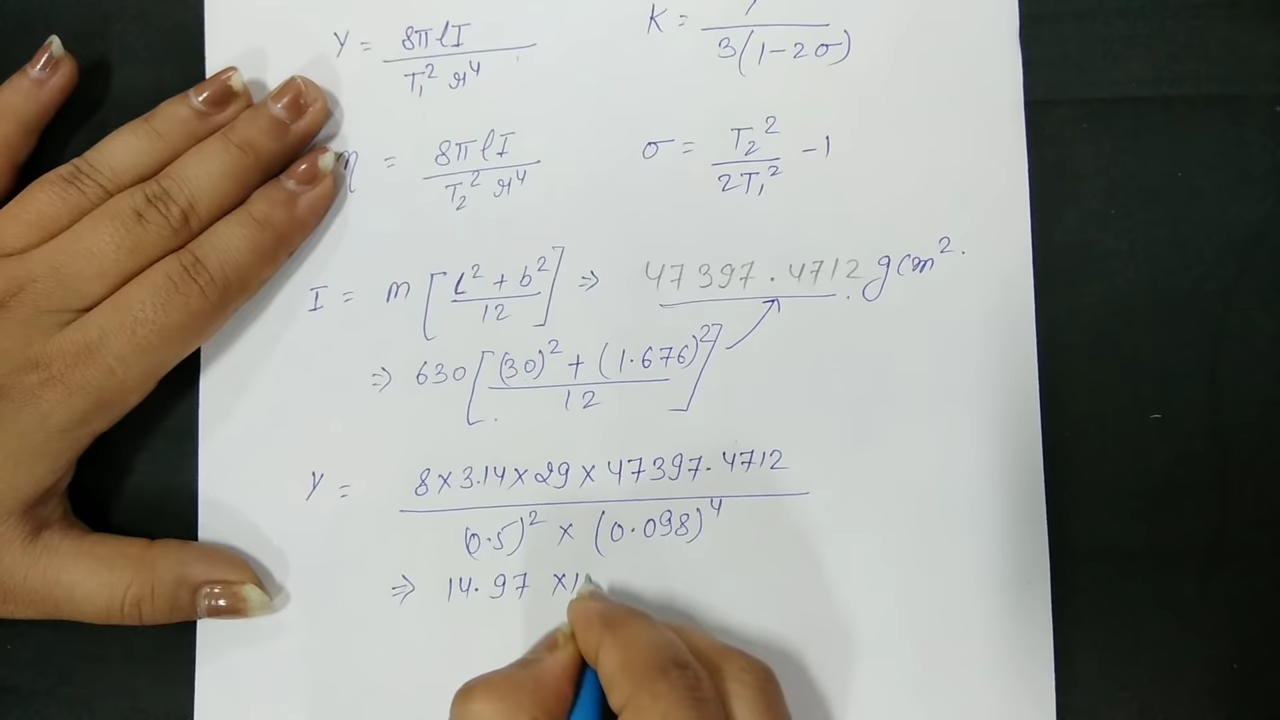 Y = 8πlI / T₁² r⁴
K = / 3(1-2σ)
η = 8πlI / T₂² r⁴
σ = T₂² / 2T₁² - 1
I = m [L² + b² / 12] ⇒ 47397.4712 gcm².
⇒ 630 [(30)² + (1.676)² / 12]
Y = 8×3.14×29×47397.4712 / (0.5)² × (0.098)⁴
⇒ 14.97 ×1